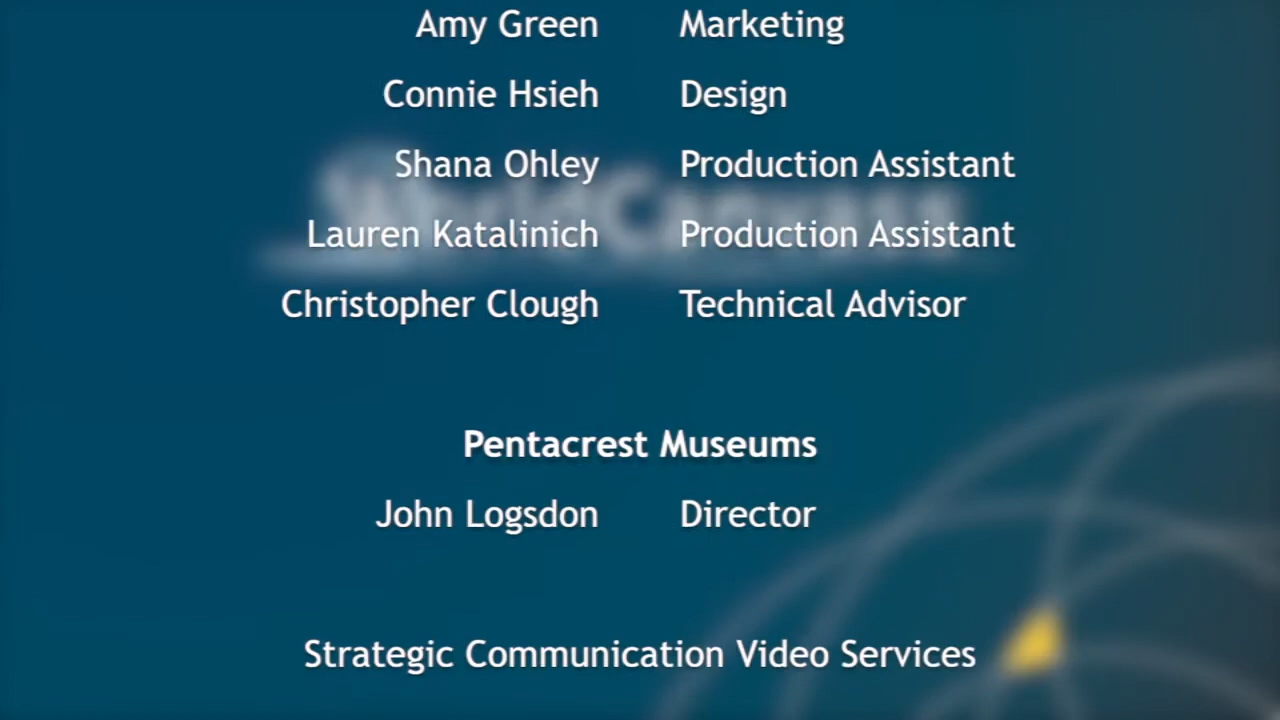 Amy Green Marketing
Connie Hsieh Design
Shana Ohley Production Assistant
WorldCanvass
Lauren Katalinich Production Assistant
Christopher Clough Technical Advisor
Pentacrest Museums
John Logsdon Director
Strategic Communication Video Services